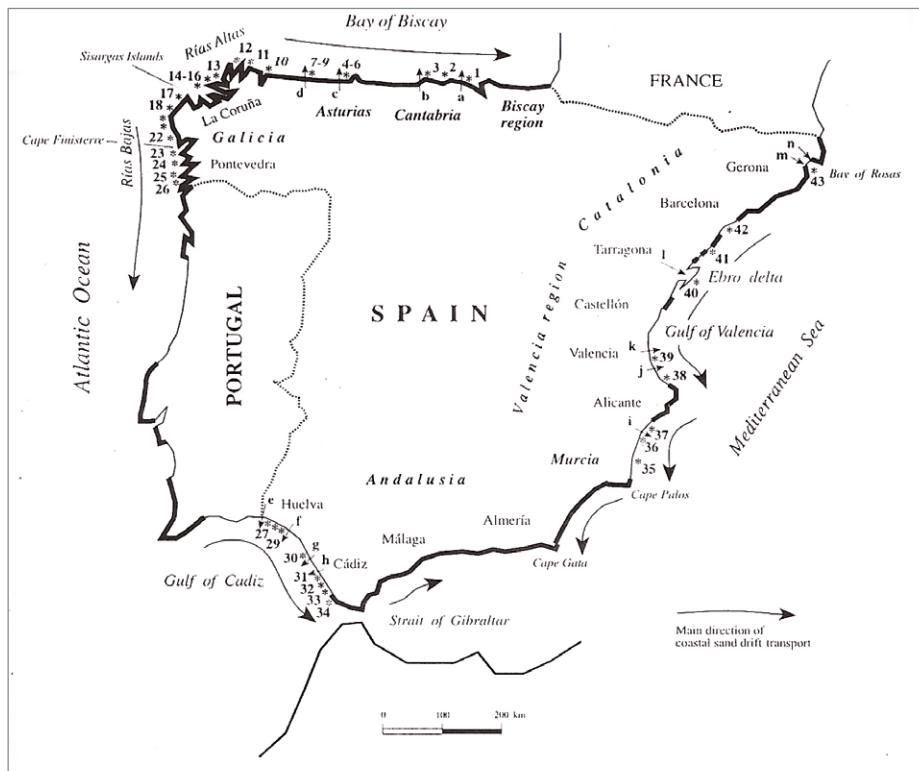 Bay of Biscay
Sisargas Islands
Rías Altas
12
11
10
7-9
4-6
3
2
1
13
14-16
17
18
La Coruña
d
c
b
a
Asturias
Cantabria
Biscay
region
FRANCE
Cape Finisterre
22
23
24
25
26
Rías Bajas
Galicia
Pontevedra
n
m
Gerona
43
Bay of Rosas
Catalonia
Barcelona
42
Tarragona
l
41
40
Ebro delta
Atlantic Ocean
PORTUGAL
SPAIN
Valencia region
Castellón
Gulf of Valencia
k
Valencia
39
j
38
Mediterranean Sea
Alicante
i
37
36
35
Murcia
Cape Palos
Andalusia
e
Huelva
27
f
29
g
30
h
31
Cádiz
32
33
34
Málaga
Almería
Cape Gata
Gulf of Cadiz
Strait of Gibraltar
Main direction of
coastal sand drift transport
0 100 200 km